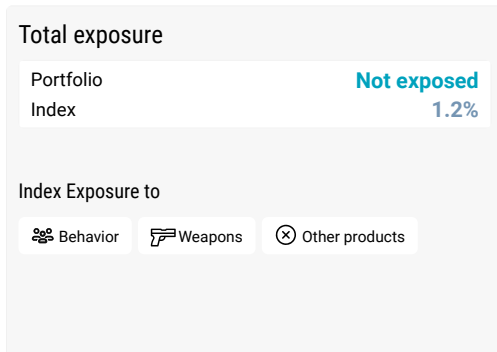 Total exposure
Portfolio Not exposed
Index 1.2%
Index Exposure to
Behavior Weapons Other products